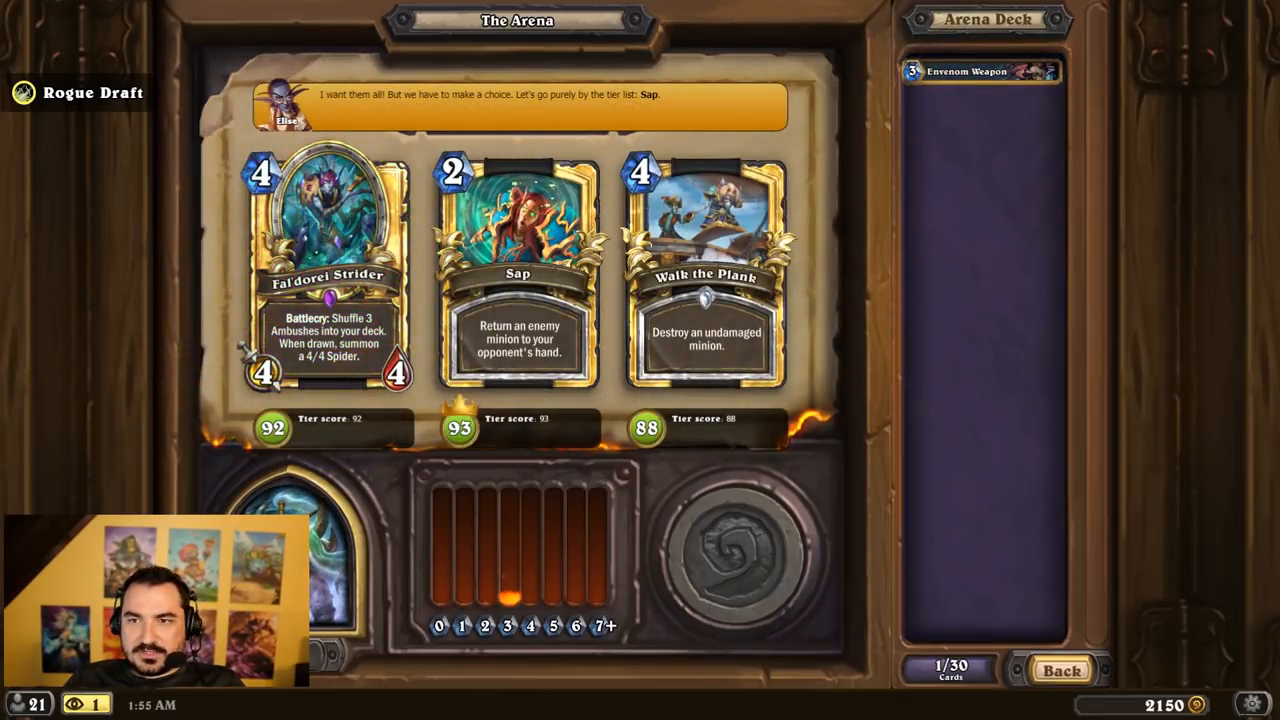 The Arena
Arena Deck
3 Envenom Weapon
Rogue Draft
I want them all! But we have to make a choice. Let's go purely by the tier list: Sap.
Elise
4
Fal'dorei Strider
Battlecry: Shuffle 3
Ambushes into your deck.
When drawn, summon
a 4/4 Spider.
4 4
2
Sap
Return an enemy
minion to your
opponent's hand.
4
Walk the Plank
Destroy an undamaged
minion.
92 Tier score: 92
93 Tier score: 93
88 Tier score: 88
0 1 2 3 4 5 6 7+
1/30
Cards
Back
21 1 1:55 AM
2150